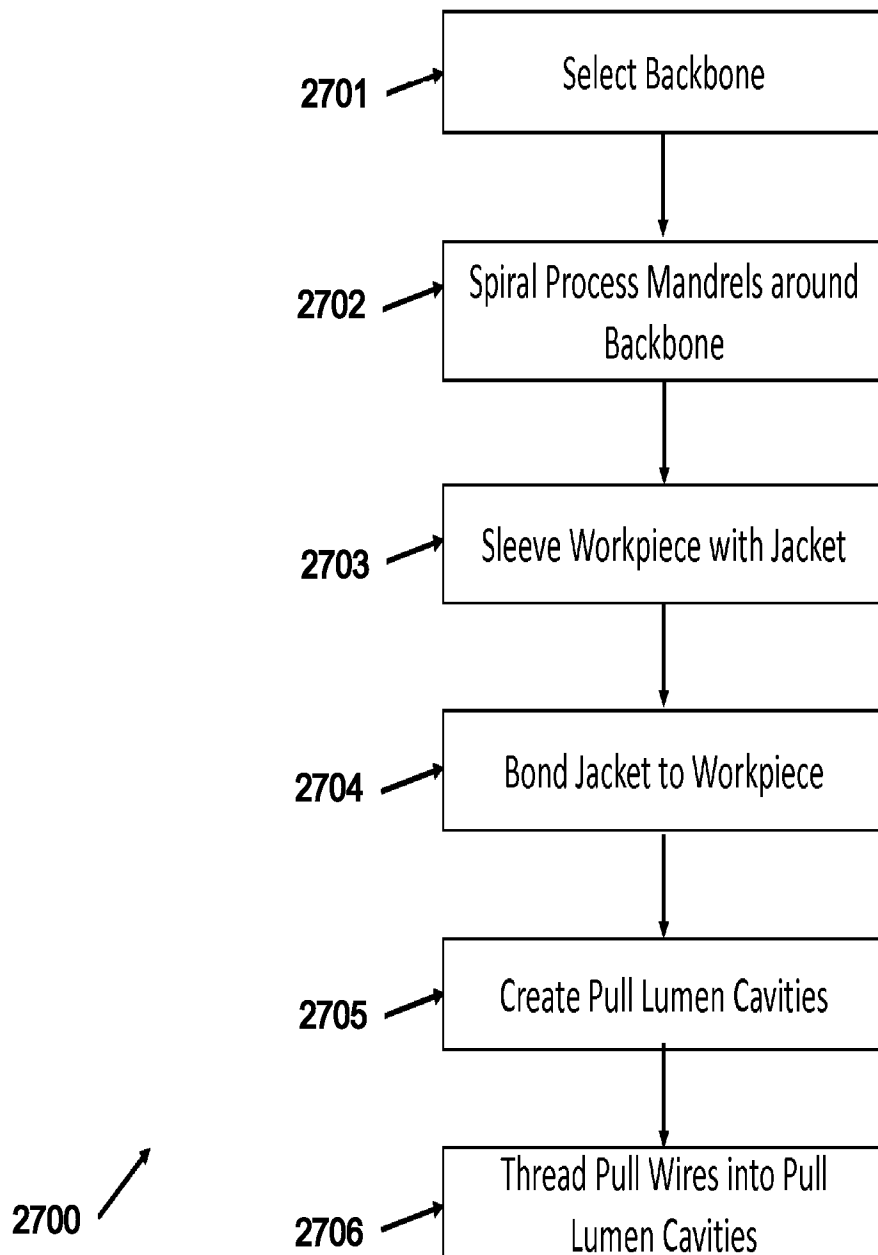 Select Backbone
2701
Spiral Process Mandrels around
Backbone
2702
Sleeve Workpiece with Jacket
2703
Bond Jacket to Workpiece
2704
Create Pull Lumen Cavities
2705
Thread Pull Wires into Pull
Lumen Cavities
2706
2700